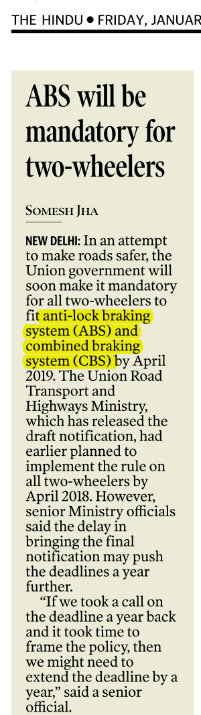 THE HINDU ● FRIDAY, JANUAR
ABS will be
mandatory for
two-wheelers
SOMESH JHA
NEW DELHI: In an attempt
to make roads safer, the
Union government will
soon make it mandatory
for all two-wheelers to
fit anti-lock braking
system (ABS) and
combined braking
system (CBS) by April
2019. The Union Road
Transport and
Highways Ministry,
which has released the
draft notification, had
earlier planned to
implement the rule on
all two-wheelers by
April 2018. However,
senior Ministry officials
said the delay in
bringing the final
notification may push
the deadlines a year
further.
“If we took a call on
the deadline a year back
and it took time to
frame the policy, then
we might need to
extend the deadline by a
year,” said a senior
official.